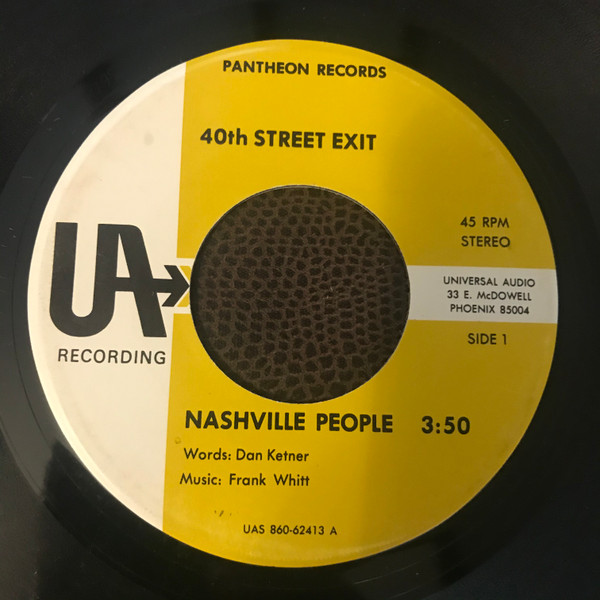 PANTHEON RECORDS
40th STREET EXIT
45 RPM
STEREO
UA
RECORDING
UNIVERSAL AUDIO
33 E. McDOWELL
PHOENIX 85004
SIDE 1
NASHVILLE PEOPLE 3:50
Words: Dan Ketner
Music: Frank Whitt
UAS 860-62413 A